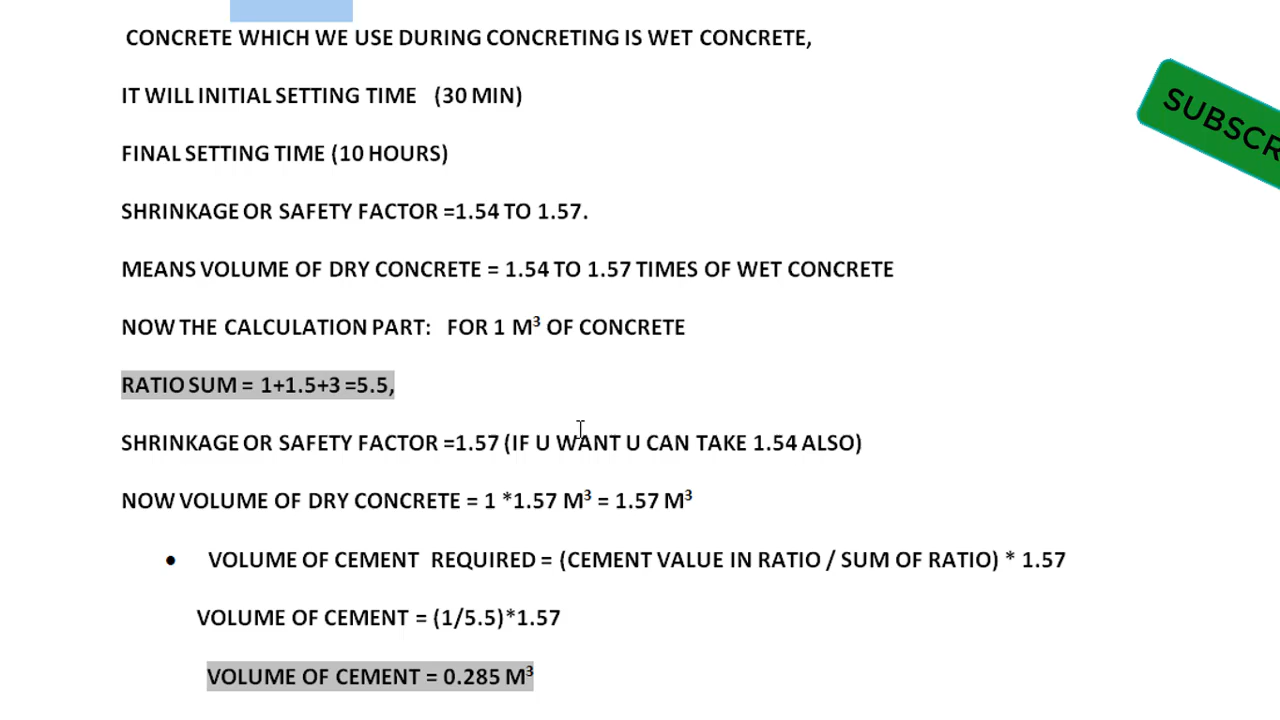 CONCRETE WHICH WE USE DURING CONCRETING IS WET CONCRETE,
IT WILL INITIAL SETTING TIME (30 MIN)
FINAL SETTING TIME (10 HOURS)
SHRINKAGE OR SAFETY FACTOR =1.54 TO 1.57.
MEANS VOLUME OF DRY CONCRETE = 1.54 TO 1.57 TIMES OF WET CONCRETE
NOW THE CALCULATION PART: FOR 1 M³ OF CONCRETE
RATIO SUM = 1+1.5+3 =5.5,
SHRINKAGE OR SAFETY FACTOR =1.57 (IF U WANT U CAN TAKE 1.54 ALSO)
NOW VOLUME OF DRY CONCRETE = 1 *1.57 M³ = 1.57 M³
• VOLUME OF CEMENT REQUIRED = (CEMENT VALUE IN RATIO / SUM OF RATIO) * 1.57
VOLUME OF CEMENT = (1/5.5)*1.57
VOLUME OF CEMENT = 0.285 M³
SUBSCR